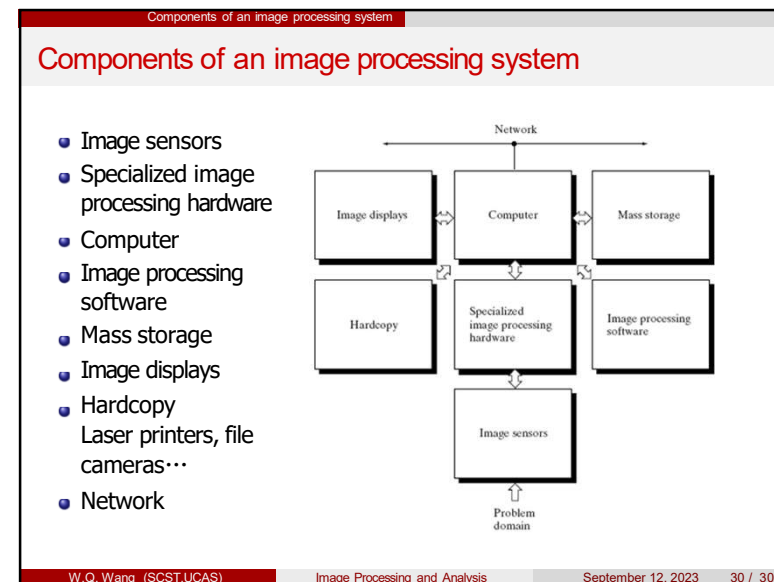 Components of an image processing system
Components of an image processing system
Image sensors
Specialized image
processing hardware
Computer
Image processing
software
Mass storage
Image displays
Hardcopy
Laser printers, file
cameras⋯
Network
Network
Image displays
Computer
Mass storage
Hardcopy
Specialized
image processing
hardware
Image processing
software
Image sensors
Problem
domain
W.Q. Wang (SCST,UCAS) Image Processing and Analysis September 12, 2023 30 / 30